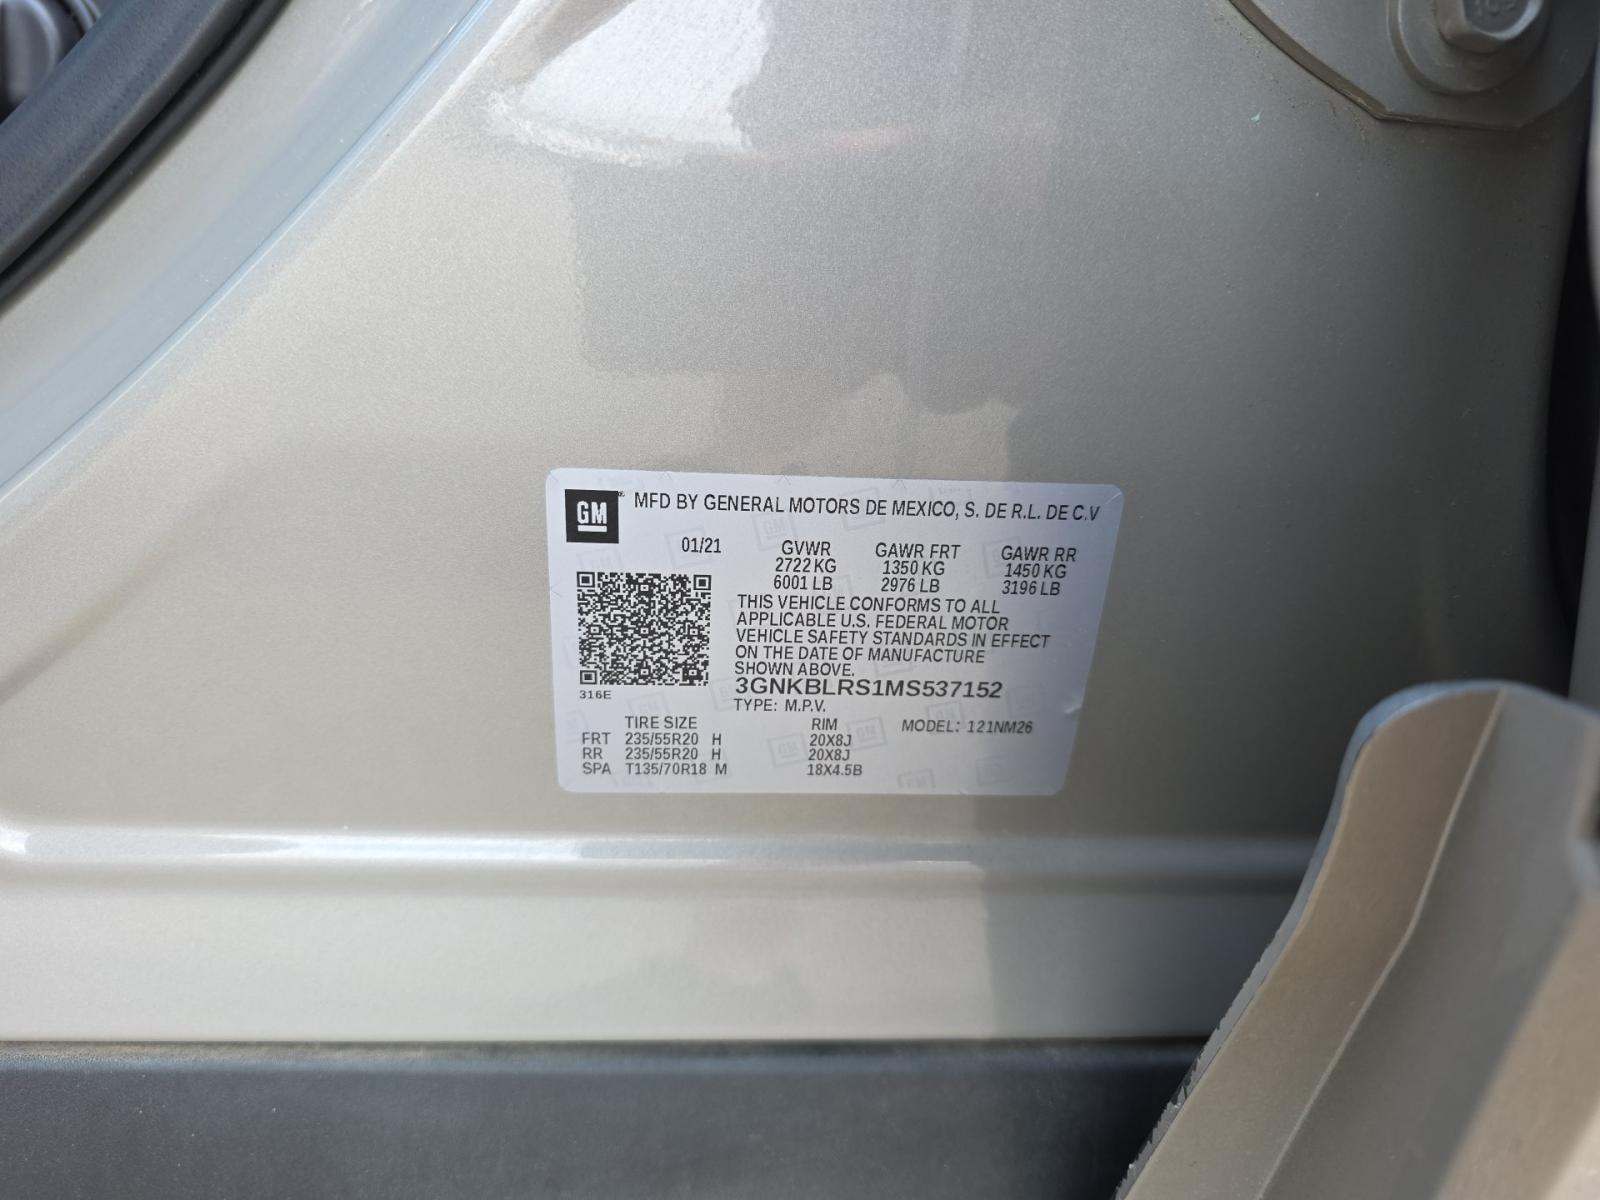 GM MFD BY GENERAL MOTORS DE MEXICO, S. DE R.L. DE C.V
01/21 GVWR GAWR FRT GAWR RR
2722 KG 1350 KG 1450 KG
6001 LB 2976 LB 3196 LB
THIS VEHICLE CONFORMS TO ALL
APPLICABLE U.S. FEDERAL MOTOR
VEHICLE SAFETY STANDARDS IN EFFECT
ON THE DATE OF MANUFACTURE
SHOWN ABOVE.
3GNKBLRS1MS537152
316E
TYPE: M.P.V.
TIRE SIZE RIM MODEL: 121NM26
FRT 235/55R20 H 20X8J
RR 235/55R20 H 20X8J
SPA T135/70R18 M 18X4.5B